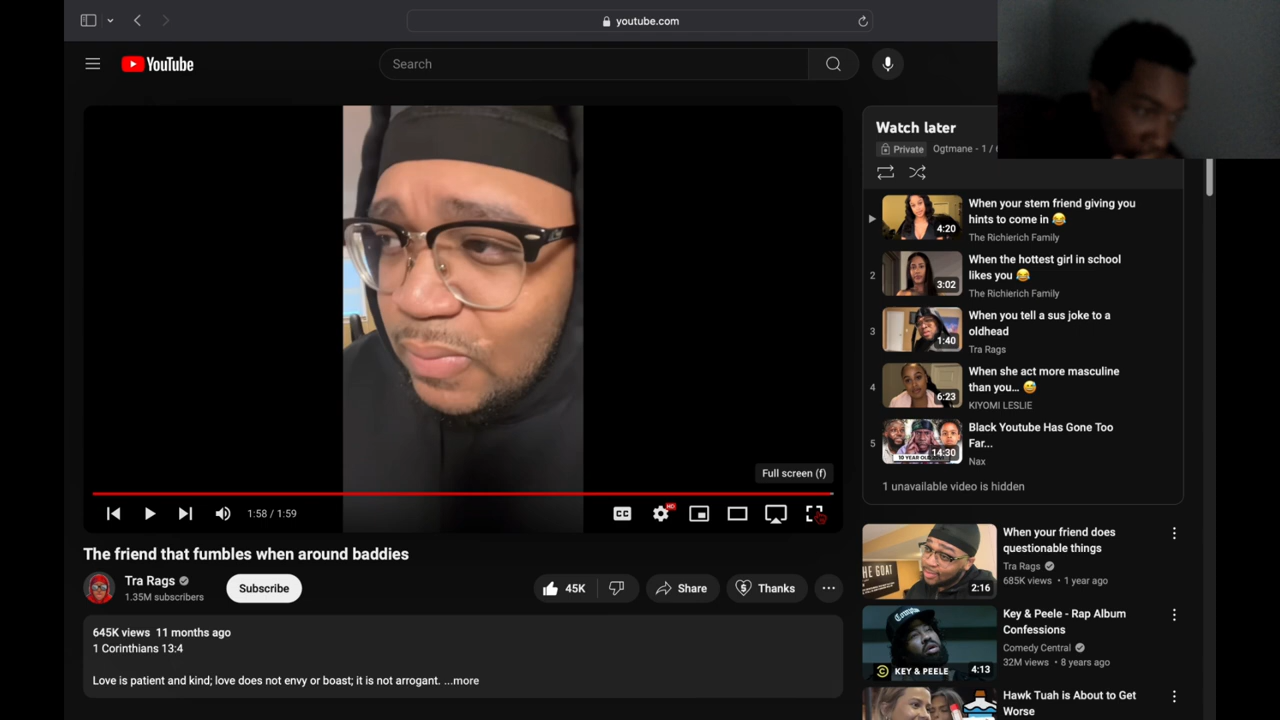 youtube.com
YouTube
Search
Watch later
Private Ogtmane - 1 /
When your stem friend giving you
hints to come in 😂
The Richierich Family
4:20
2
When the hottest girl in school
likes you 😂
The Richierich Family
3:02
3
When you tell a sus joke to a
oldhead
Tra Rags
1:40
4
When she act more masculine
than you... 😅
KIYOMI LESLIE
6:23
5
Black Youtube Has Gone Too
Far...
Nax
14:30
1 unavailable video is hidden
Full screen (f)
1:58 / 1:59
CC
HD
The friend that fumbles when around baddies
Tra Rags
1.35M subscribers
Subscribe
45K
Share
Thanks
645K views 11 months ago
1 Corinthians 13:4
Love is patient and kind; love does not envy or boast; it is not arrogant. ...more
When your friend does
questionable things
Tra Rags
685K views • 1 year ago
THE GOAT
2:16
Key & Peele - Rap Album
Confessions
Comedy Central
32M views • 8 years ago
Compton
KEY & PEELE
4:13
Hawk Tuah is About to Get
Worse